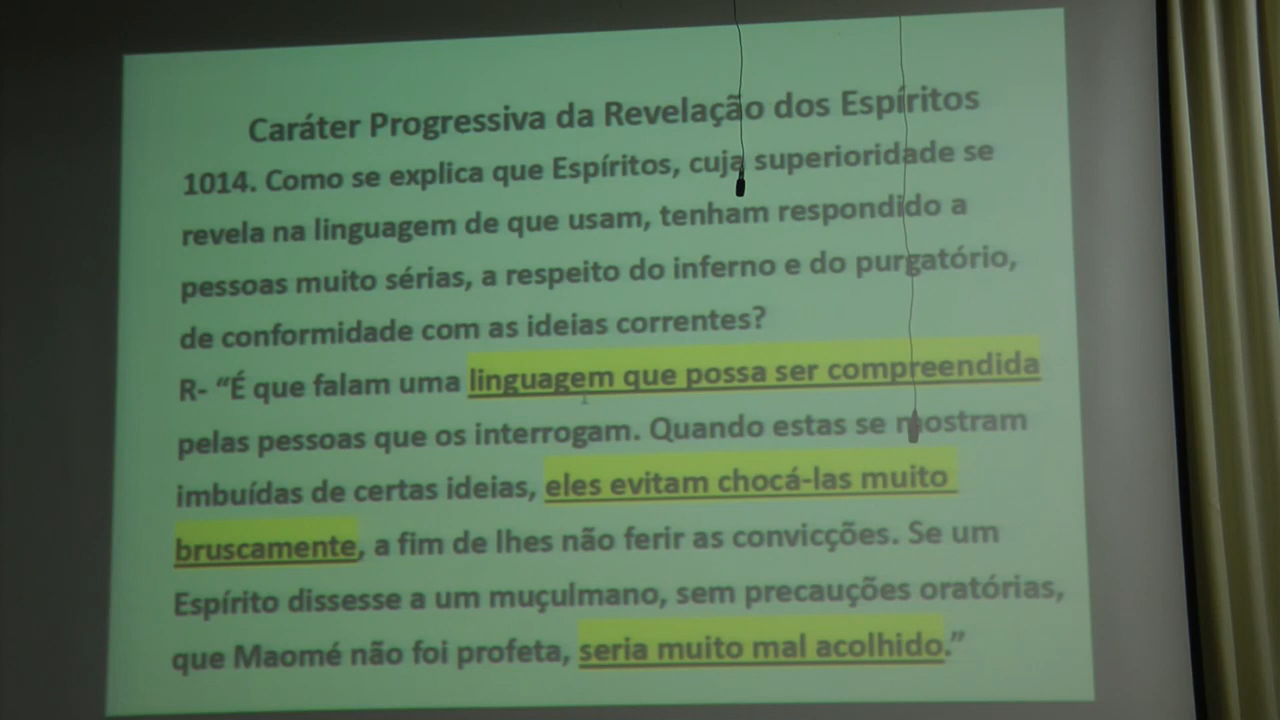 Caráter Progressiva da Revelação dos Espíritos
1014. Como se explica que Espíritos, cuja superioridade se
revela na linguagem de que usam, tenham respondido a
pessoas muito sérias, a respeito do inferno e do purgatório,
de conformidade com as ideias correntes?
R- “É que falam uma linguagem que possa ser compreendida
pelas pessoas que os interrogam. Quando estas se mostram
imbuídas de certas ideias, eles evitam chocá-las muito
bruscamente, a fim de lhes não ferir as convicções. Se um
Espírito dissesse a um muçulmano, sem precauções oratórias,
que Maomé não foi profeta, seria muito mal acolhido.”